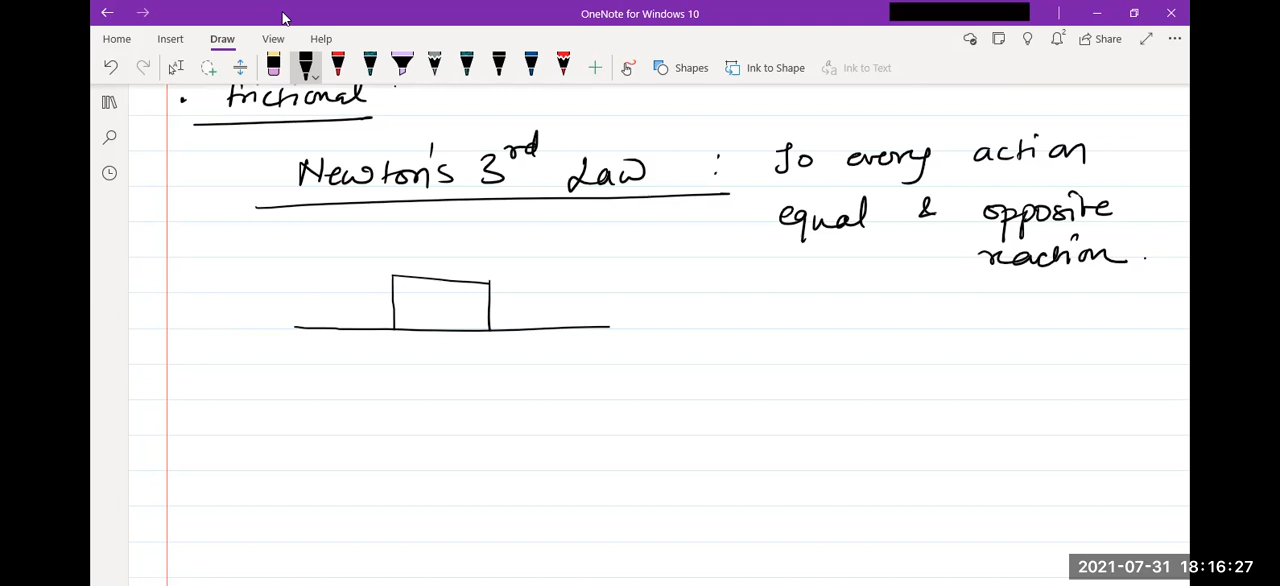 OneNote for Windows 10
Home Insert Draw View Help
2
Share
Shapes Ink to Shape Ink to Text
. frictional
Newton's 3rd Law : To every action
equal & opposite
reaction.
2021-07-31 18:16:27